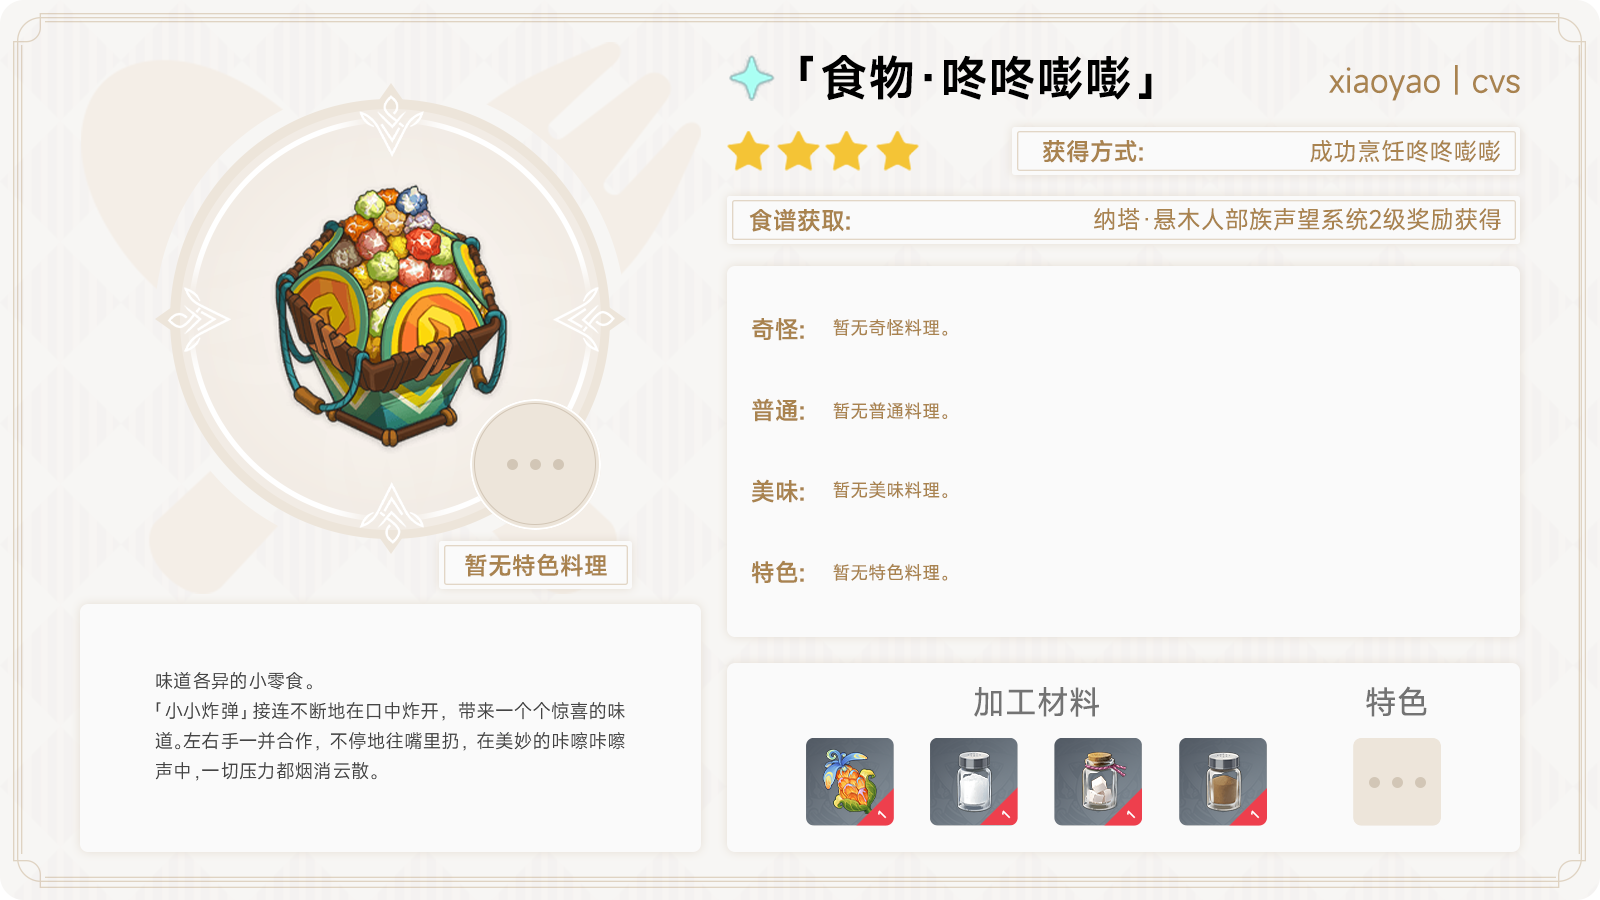 「食物·咚咚嘭嘭」
xiaoyao | cvs
获得方式:
成功烹饪咚咚嘭嘭
食谱获取:
纳塔·悬木人部族声望系统2级奖励获得
奇怪:
暂无奇怪料理。
普通:
暂无普通料理。
美味:
暂无美味料理。
特色:
暂无特色料理。
暂无特色料理
味道各异的小零食。
「小小炸弹」接连不断地在口中炸开，带来一个个惊喜的味
道。左右手一并合作，不停地往嘴里扔，在美妙的咔嚓咔嚓
声中，一切压力都烟消云散。
加工材料
特色
1
1
1
1